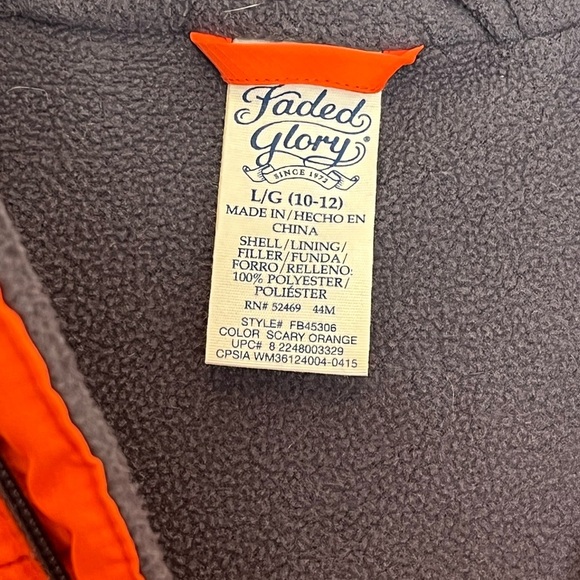 Faded
Glory®
SINCE 1972
L/G (10-12)
MADE IN/HECHO EN
CHINA
SHELL/LINING/
FILLER/FUNDA/
FORRO/RELLENO:
100% POLYESTER/
POLIÉSTER
RN# 52469 44M
STYLE# FB45306
COLOR SCARY ORANGE
UPC# 8 2248003329
CPSIA WM36124004-0415